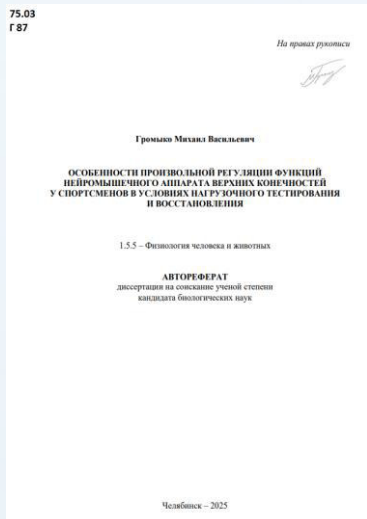 75.03
Г 87
На правах рукописи
Громыко Михаил Васильевич
ОСОБЕННОСТИ ПРОИЗВОЛЬНОЙ РЕГУЛЯЦИИ ФУНКЦИЙ
НЕЙРОМЫШЕЧНОГО АППАРАТА ВЕРХНИХ КОНЕЧНОСТЕЙ
У СПОРТСМЕНОВ В УСЛОВИЯХ НАГРУЗОЧНОГО ТЕСТИРОВАНИЯ
И ВОССТАНОВЛЕНИЯ
1.5.5 – Физиология человека и животных
АВТОРЕФЕРАТ
диссертации на соискание ученой степени
кандидата биологических наук
Челябинск – 2025